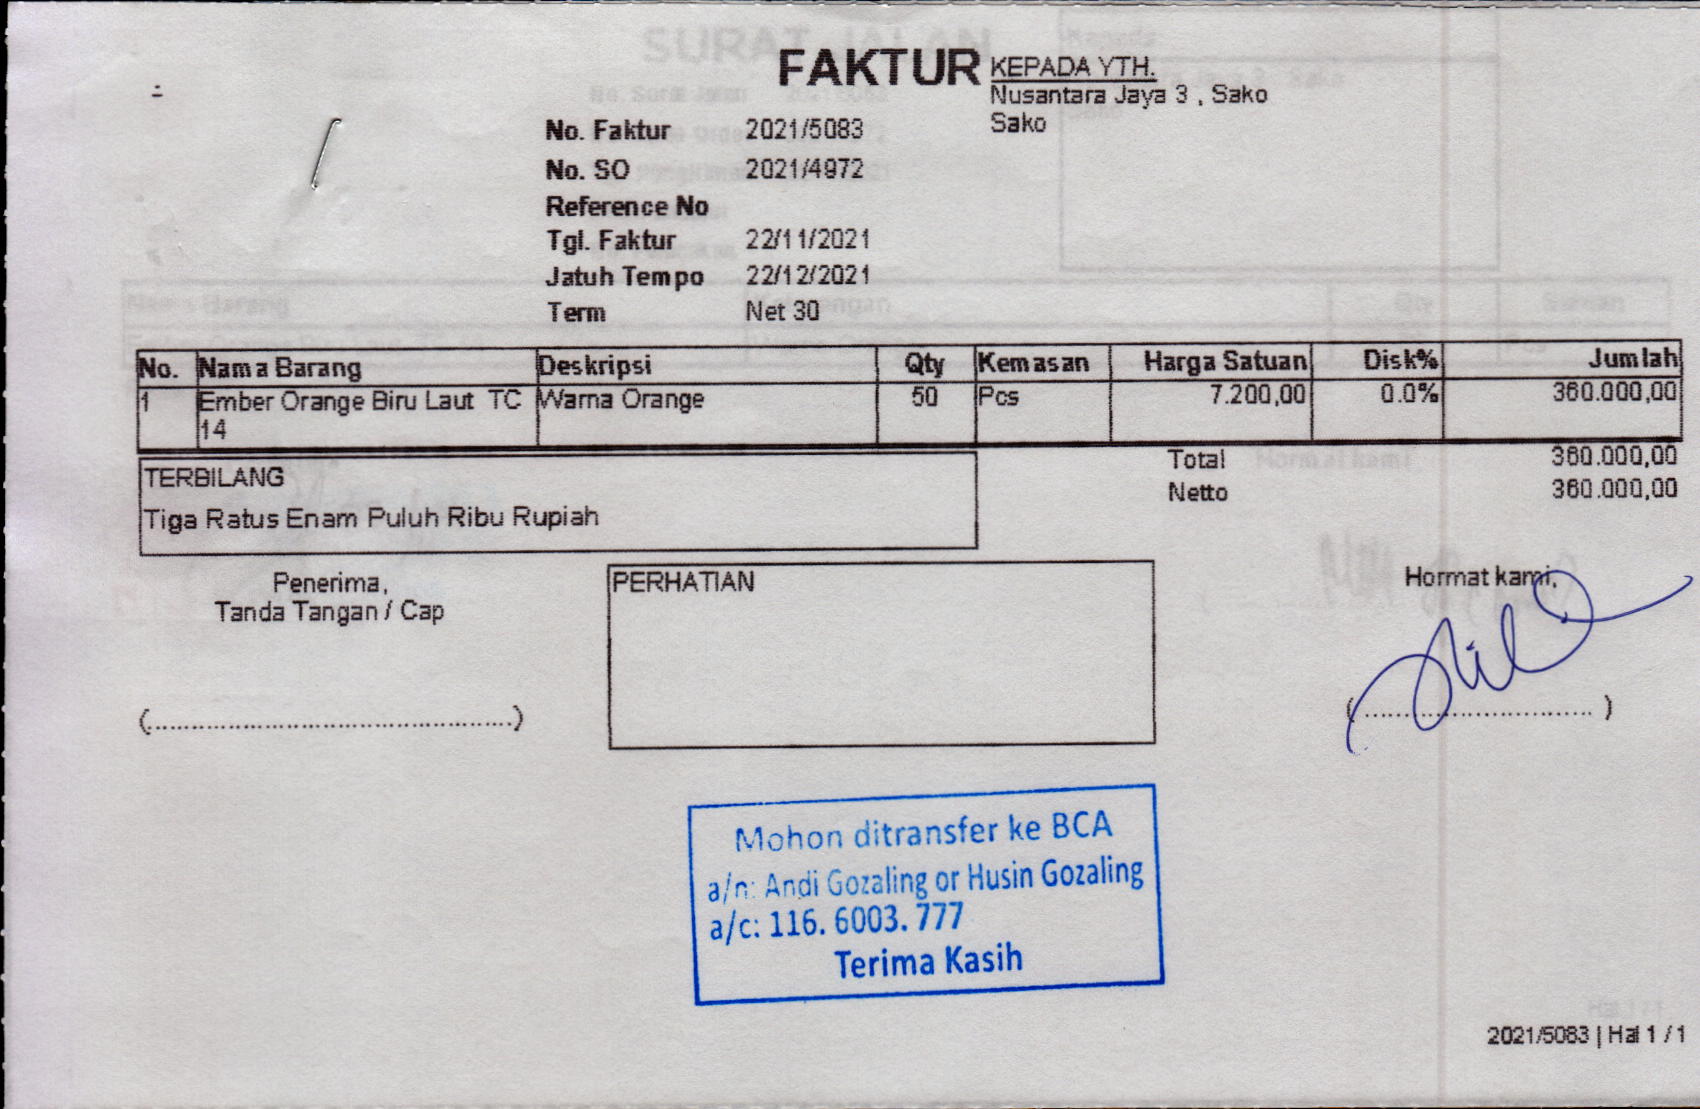 FAKTUR
KEPADA YTH.
Nusantara Jaya 3 , Sako
Sako
No. Faktur 2021/5083
No. SO 2021/4972
Reference No
Tgl. Faktur 22/11/2021
Jatuh Tempo 22/12/2021
Term Net 30
No. Nama Barang Deskripsi Qty Kemasan Harga Satuan Disk% Jumlah
1 Ember Orange Biru Laut TC Warna Orange 50 Pcs 7.200,00 0.0% 360.000,00
14
Total 360.000,00
Netto 360.000,00
TERBILANG
Tiga Ratus Enam Puluh Ribu Rupiah
Penerima,
Tanda Tangan / Cap
(..............................................)
PERHATIAN
Hormat kami,
(.............................. )
Mohon ditransfer ke BCA
a/n: Andi Gozaling or Husin Gozaling
a/c: 116. 6003. 777
Terima Kasih
2021/5083 | Hal 1 / 1